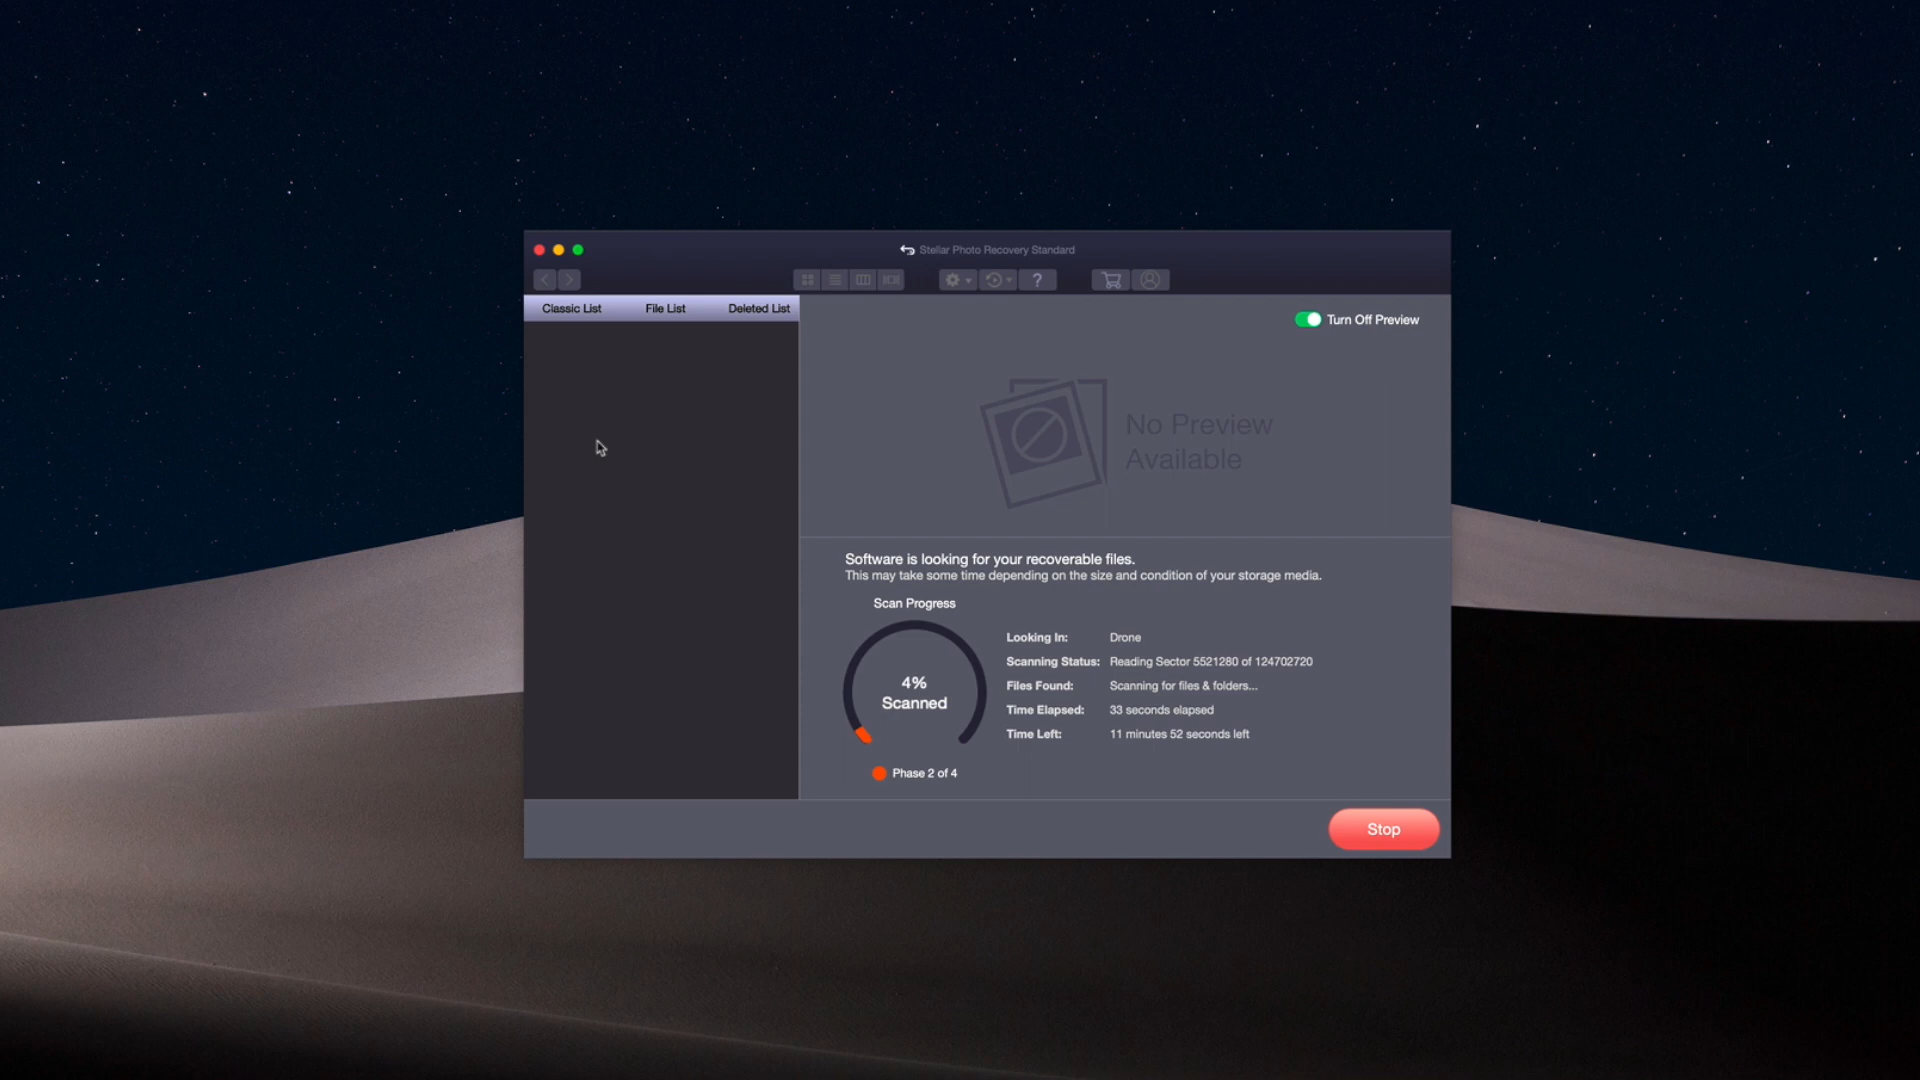 Stellar Photo Recovery Standard
?
Classic List File List Deleted List
Turn Off Preview
No Preview
Available
Software is looking for your recoverable files.
This may take some time depending on the size and condition of your storage media.
Scan Progress
4%
Scanned
Phase 2 of 4
Looking In: Drone
Scanning Status: Reading Sector 5521280 of 124702720
Files Found: Scanning for files & folders...
Time Elapsed: 33 seconds elapsed
Time Left: 11 minutes 52 seconds left
Stop